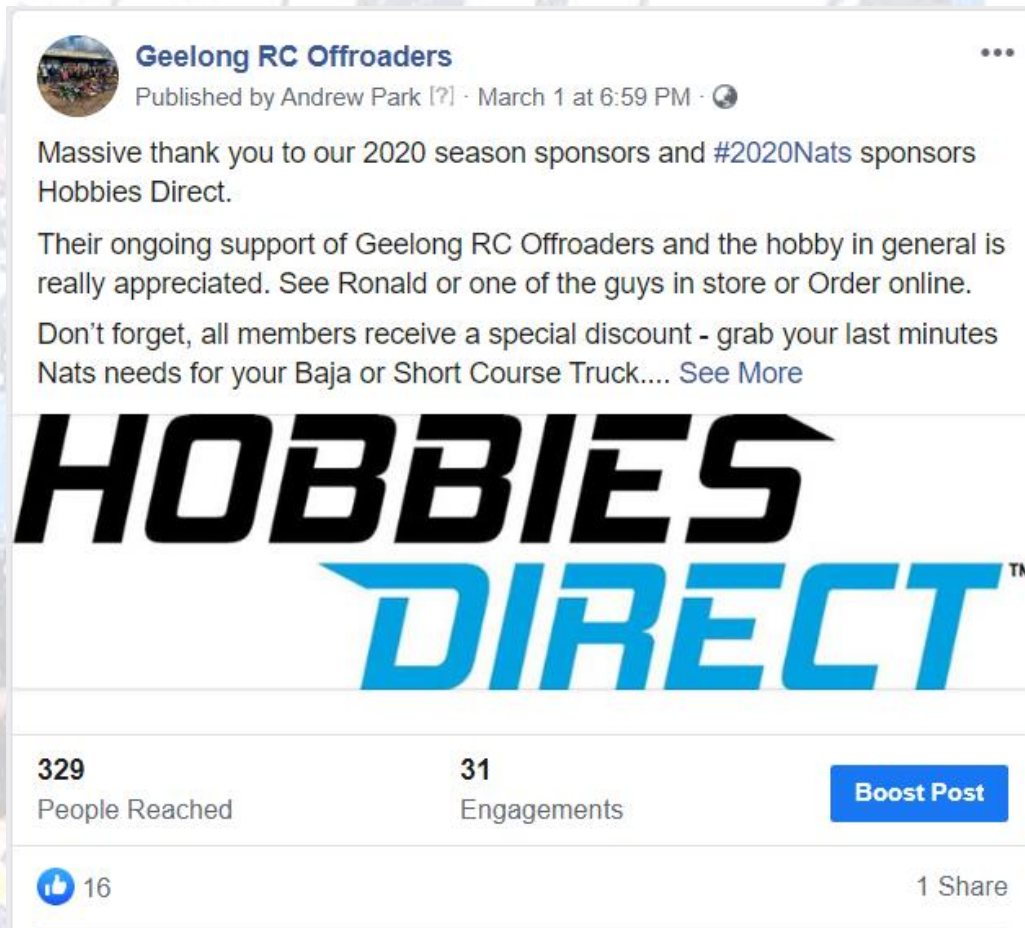 Geelong RC Offroaders
Published by Andrew Park [?] · March 1 at 6:59 PM ·
Massive thank you to our 2020 season sponsors and #2020Nats sponsors
Hobbies Direct.
Their ongoing support of Geelong RC Offroaders and the hobby in general is
really appreciated. See Ronald or one of the guys in store or Order online.
Don’t forget, all members receive a special discount - grab your last minutes
Nats needs for your Baja or Short Course Truck.... See More
HOBBIES
DIRECT™
329
People Reached
31
Engagements
Boost Post
16
1 Share